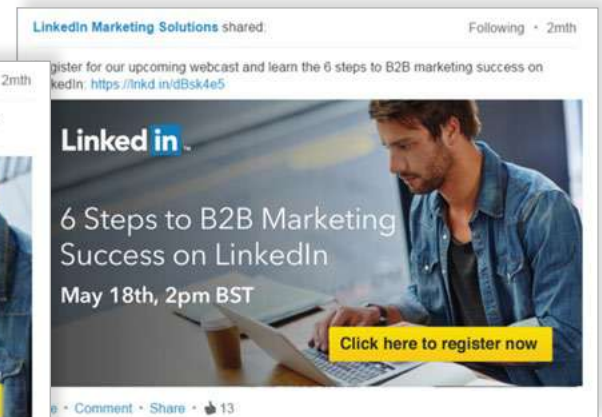 LinkedIn Marketing Solutions shared: Following • 2mth
gister for our upcoming webcast and learn the 6 steps to B2B marketing success on
kedIn: https://lnkd.in/dBsk4e5
2mth
Linked in
6 Steps to B2B Marketing
Success on LinkedIn
May 18th, 2pm BST
Click here to register now
e • Comment • Share • 13